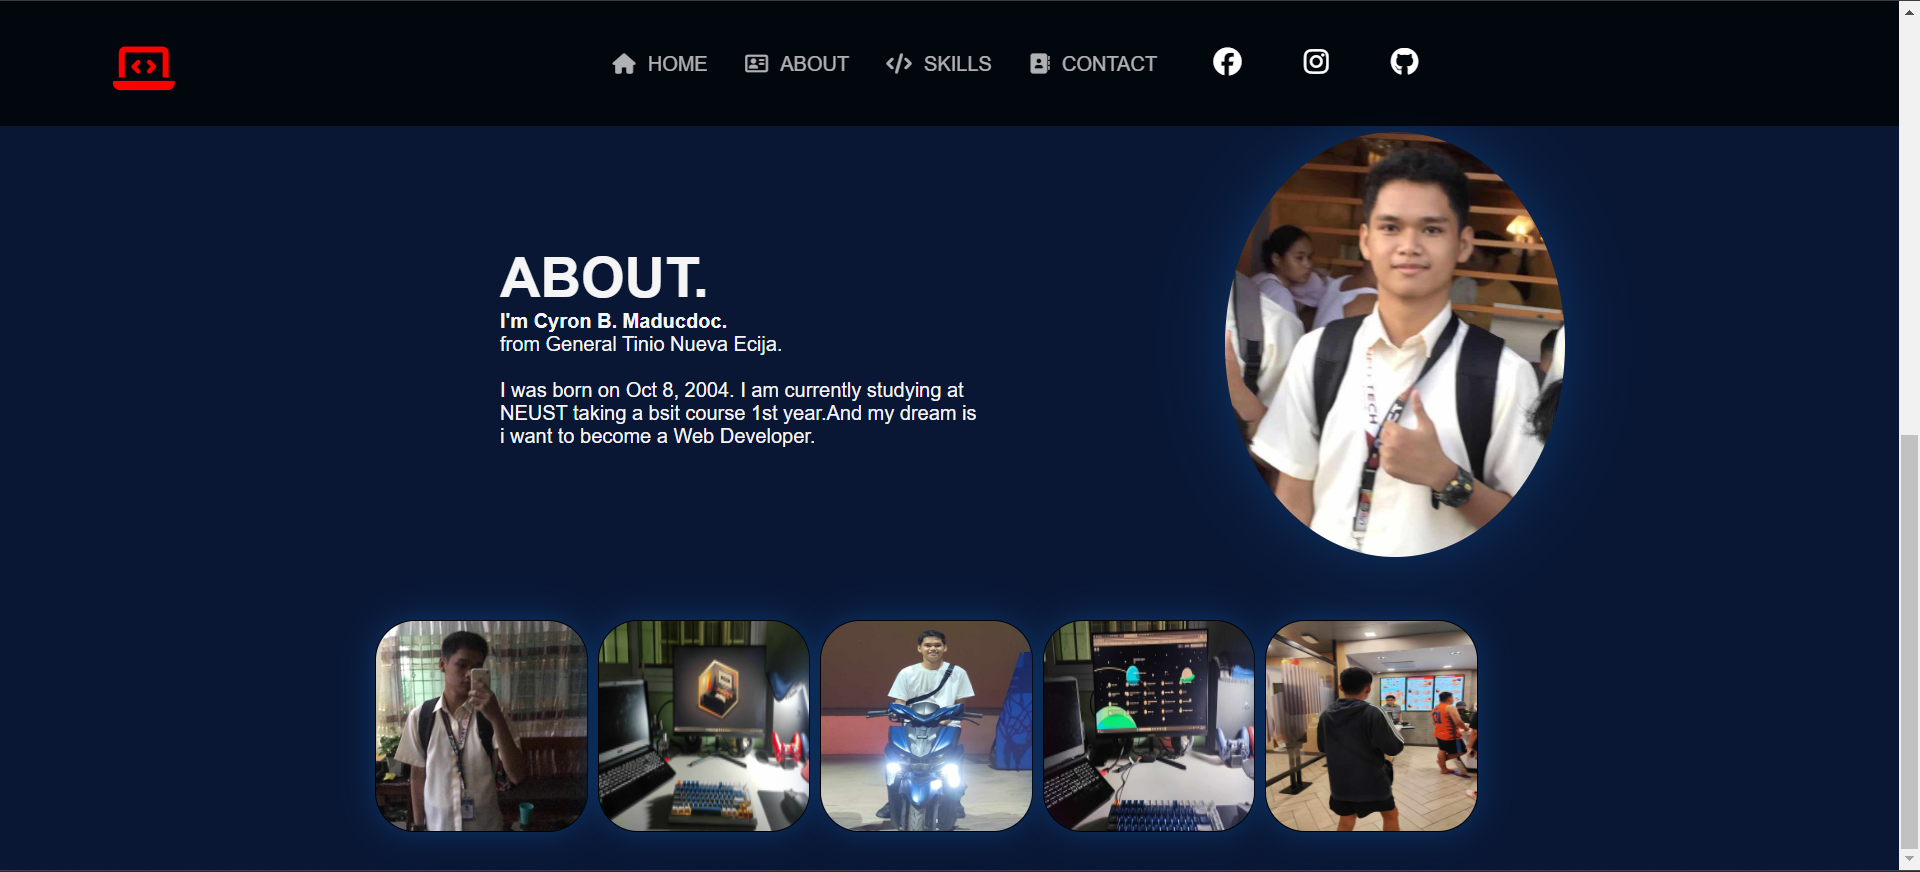 HOME
ABOUT
SKILLS
CONTACT
ABOUT.
I'm Cyron B. Maducdoc.
from General Tinio Nueva Ecija.
I was born on Oct 8, 2004. I am currently studying at
NEUST taking a bsit course 1st year.And my dream is
i want to become a Web Developer.
TECH